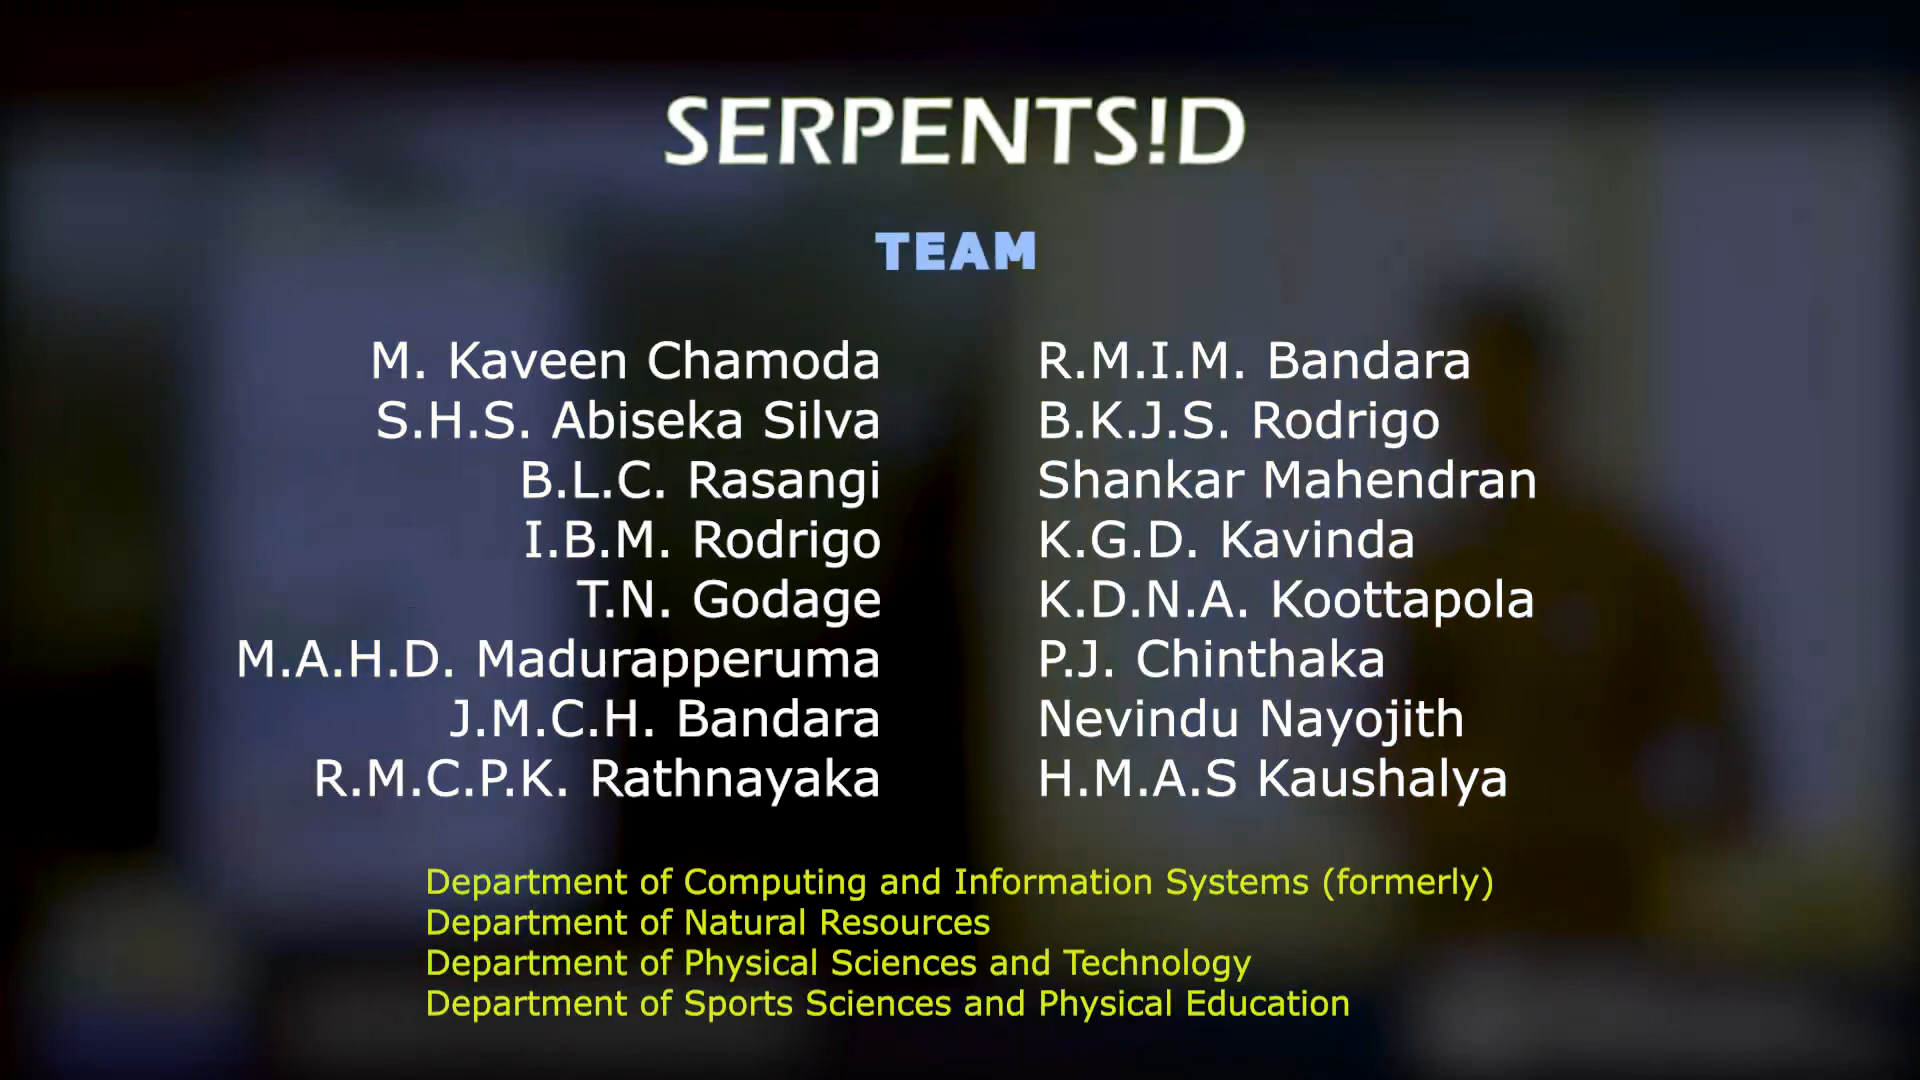 SERPENTS!D
TEAM
M. Kaveen Chamoda
S.H.S. Abiseka Silva
B.L.C. Rasangi
I.B.M. Rodrigo
T.N. Godage
M.A.H.D. Madurapperuma
J.M.C.H. Bandara
R.M.C.P.K. Rathnayaka
R.M.I.M. Bandara
B.K.J.S. Rodrigo
Shankar Mahendran
K.G.D. Kavinda
K.D.N.A. Koottapola
P.J. Chinthaka
Nevindu Nayojith
H.M.A.S Kaushalya
Department of Computing and Information Systems (formerly)
Department of Natural Resources
Department of Physical Sciences and Technology
Department of Sports Sciences and Physical Education